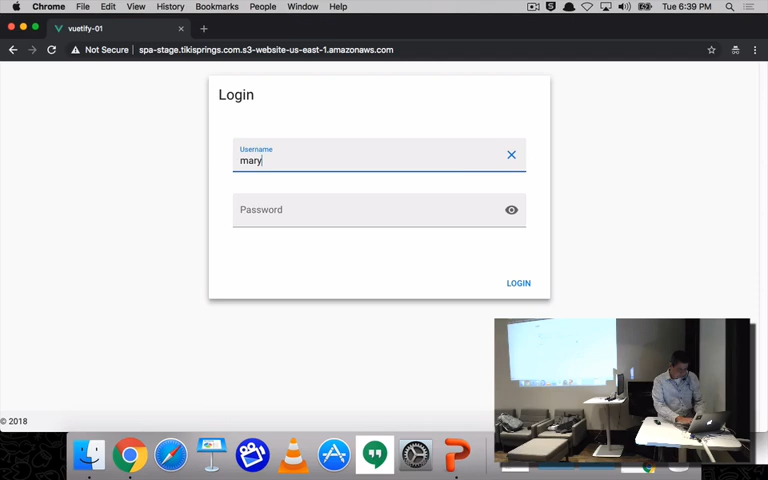 Chrome File Edit View History Bookmarks People Window Help Tue 6:39 PM
vuetify-01
Not Secure spa-stage.tikisprings.com.s3-website-us-east-1.amazonaws.com
Login
Username
mary
Password
LOGIN
© 2018